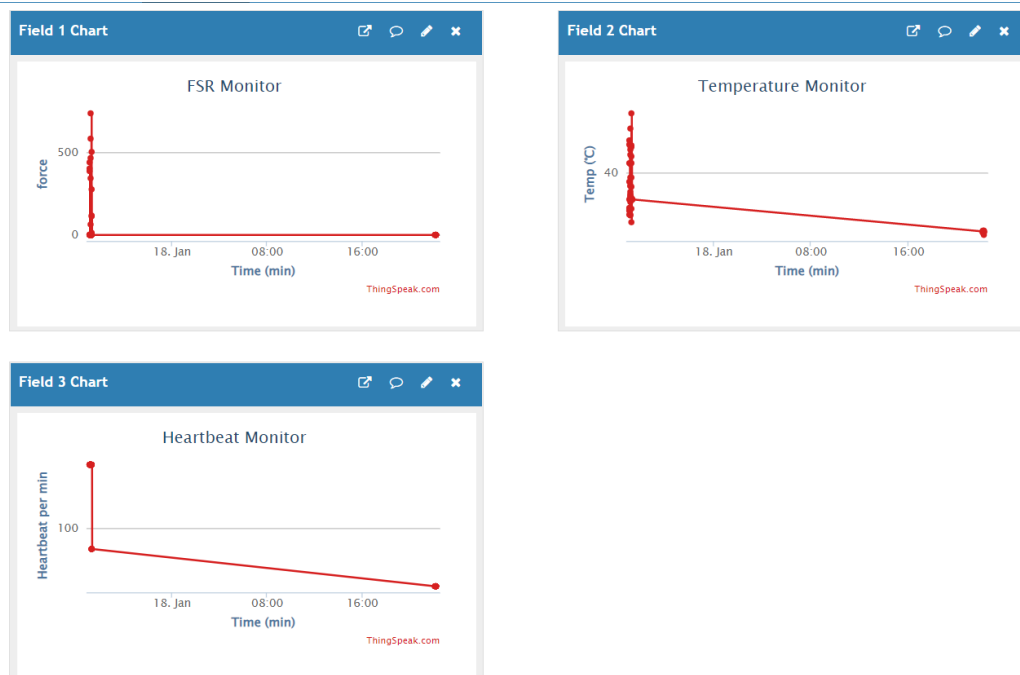 Field 1 Chart
FSR Monitor
force
500
0
18. Jan 08:00 16:00
Time (min)
ThingSpeak.com
Field 2 Chart
Temperature Monitor
Temp (℃)
40
18. Jan 08:00 16:00
Time (min)
ThingSpeak.com
Field 3 Chart
Heartbeat Monitor
Heartbeat per min
100
18. Jan 08:00 16:00
Time (min)
ThingSpeak.com